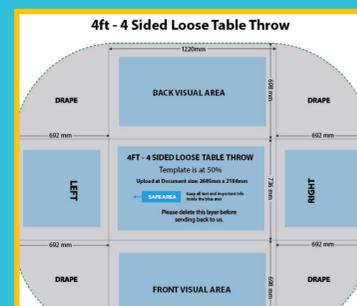 4ft - 4 Sided Loose Table Throw
1220mm
698 mm
BACK VISUAL AREA
DRAPE
DRAPE
692 mm
692 mm
4FT - 4 SIDED LOOSE TABLE THROW
Template is at 50%
Upload at Document size: 2605mm x 2184mm
SAFE AREA
Keep all text and important info
inside the blue area
Please delete this layer before
sending back to us.
LEFT
736 mm
RIGHT
692 mm
692 mm
DRAPE
DRAPE
698 mm
FRONT VISUAL AREA